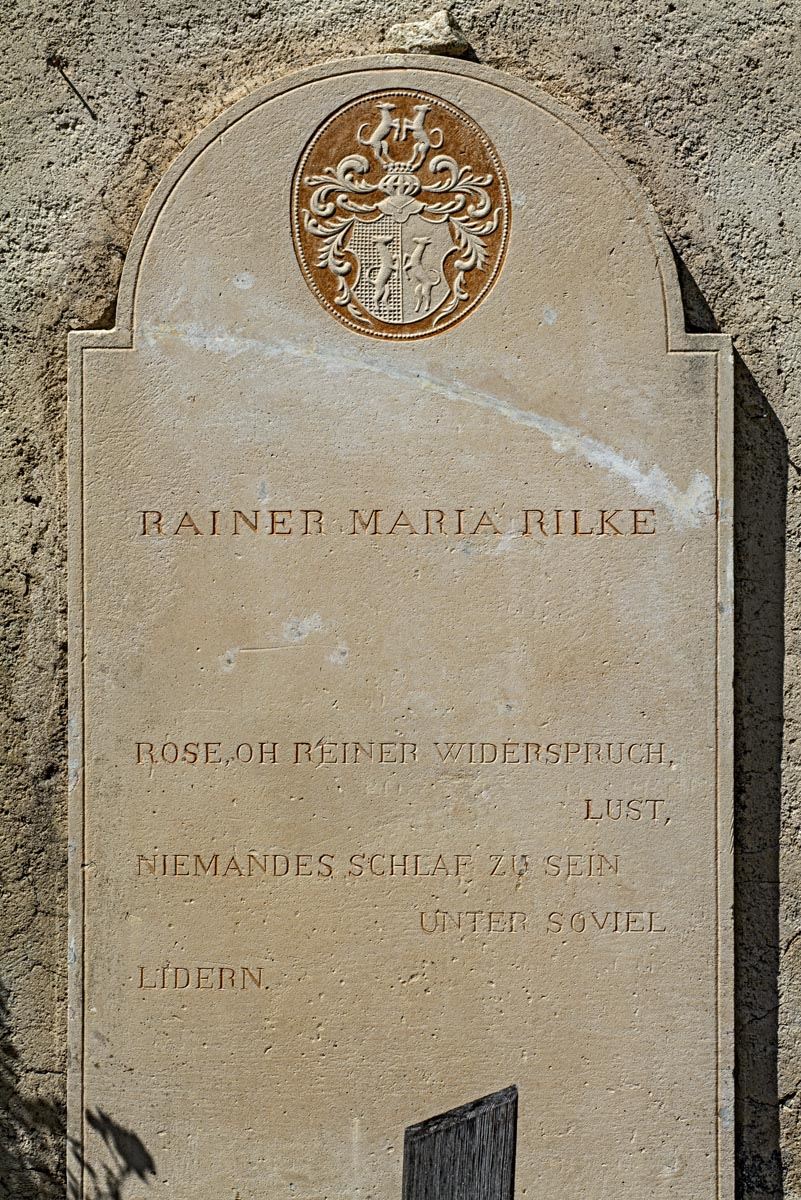 RAINER MARIA RILKE
ROSE, OH REINER WIDERSPRUCH,
LUST,
NIEMANDES SCHLAF ZU SEIN
UNTER SOVIEL
LIDERN.